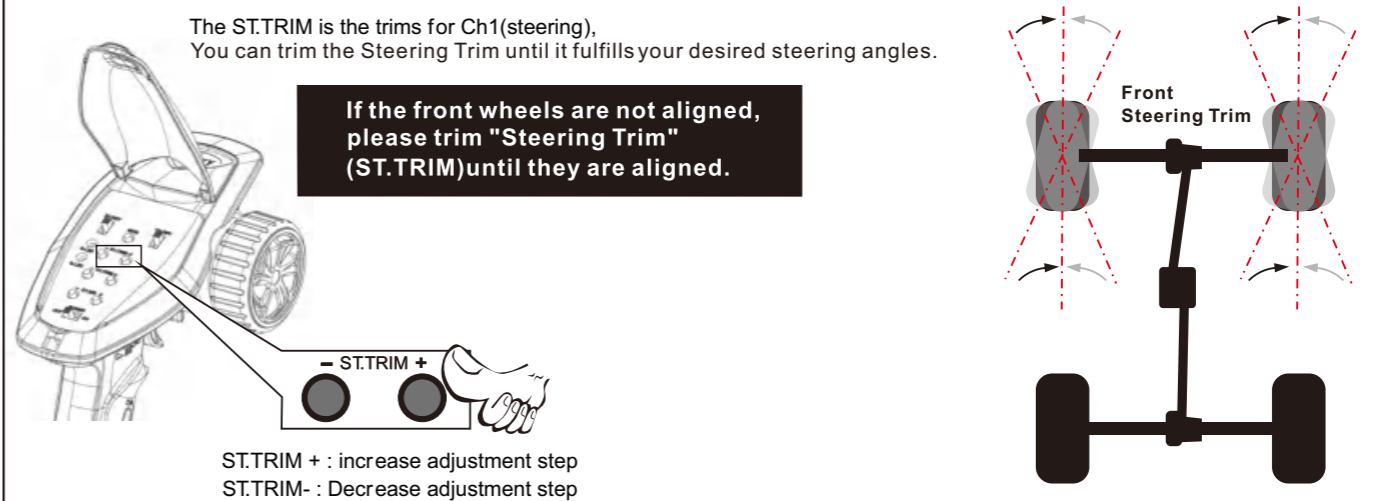 The ST.TRIM is the trims for Ch1(steering),
You can trim the Steering Trim until it fulfills your desired steering angles.
If the front wheels are not aligned,
please trim "Steering Trim"
(ST.TRIM)until they are aligned.
Front
Steering Trim
– ST.TRIM +
ST.TRIM + : increase adjustment step
ST.TRIM- : Decrease adjustment step